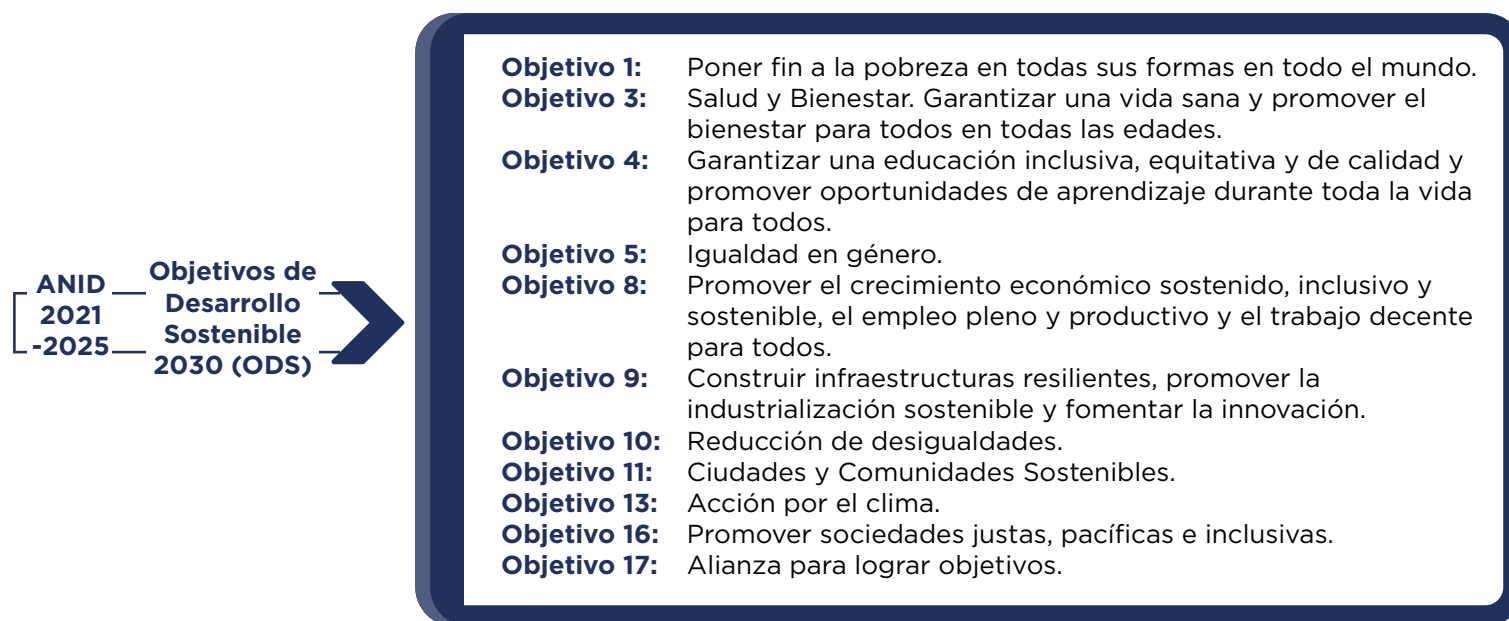 ANID
2021
-2025
Objetivos de
Desarrollo
Sostenible
2030 (ODS)
Objetivo 1: Poner fin a la pobreza en todas sus formas en todo el mundo.
Objetivo 3: Salud y Bienestar. Garantizar una vida sana y promover el
bienestar para todos en todas las edades.
Objetivo 4: Garantizar una educación inclusiva, equitativa y de calidad y
promover oportunidades de aprendizaje durante toda la vida
para todos.
Objetivo 5: Igualdad en género.
Objetivo 8: Promover el crecimiento económico sostenido, inclusivo y
sostenible, el empleo pleno y productivo y el trabajo decente
para todos.
Objetivo 9: Construir infraestructuras resilientes, promover la
industrialización sostenible y fomentar la innovación.
Objetivo 10: Reducción de desigualdades.
Objetivo 11: Ciudades y Comunidades Sostenibles.
Objetivo 13: Acción por el clima.
Objetivo 16: Promover sociedades justas, pacíficas e inclusivas.
Objetivo 17: Alianza para lograr objetivos.